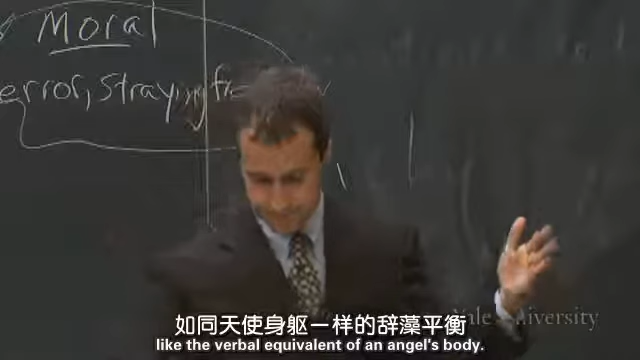 Moral
error, straying
Yale University
如同天使身躯一样的辞藻平衡
like the verbal equivalent of an angel's body.